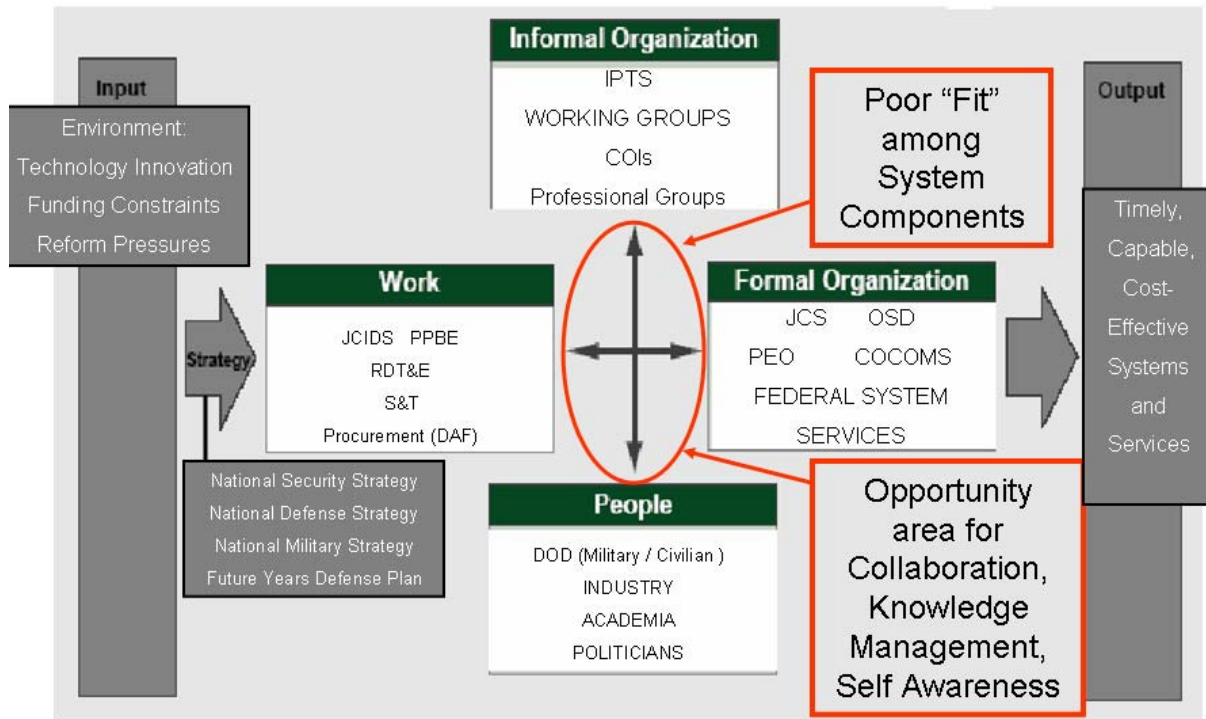 Input
Environment:
Technology Innovation
Funding Constraints
Reform Pressures
Strategy
National Security Strategy
National Defense Strategy
National Military Strategy
Future Years Defense Plan
Work
JCIDS PPBE
RDT&E
S&T
Procurement (DAF)
Informal Organization
IPTS
WORKING GROUPS
COIs
Professional Groups
People
DOD (Military / Civilian )
INDUSTRY
ACADEMIA
POLITICIANS
Formal Organization
JCS OSD
PEO COCOMS
FEDERAL SYSTEM
SERVICES
Poor “Fit”
among
System
Components
Opportunity
area for
Collaboration,
Knowledge
Management,
Self Awareness
Output
Timely,
Capable,
Cost-
Effective
Systems
and
Services